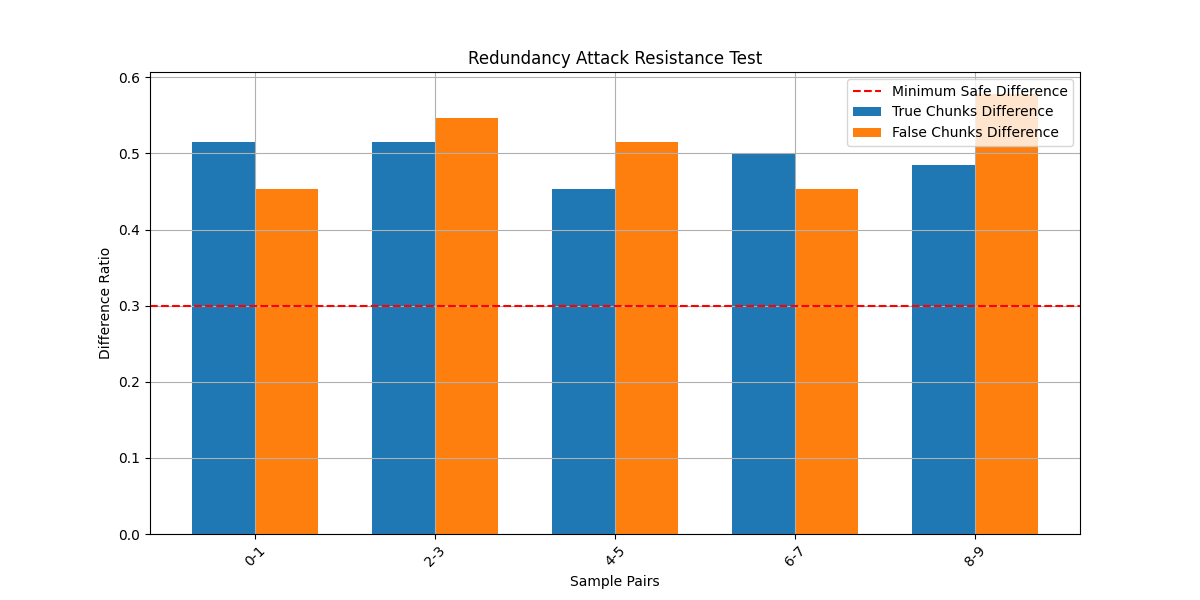 Redundancy Attack Resistance Test
Minimum Safe Difference
True Chunks Difference
False Chunks Difference
Difference Ratio
0.6
0.5
0.4
0.3
0.2
0.1
0.0
0-1
2-3
4-5
6-7
8-9
Sample Pairs